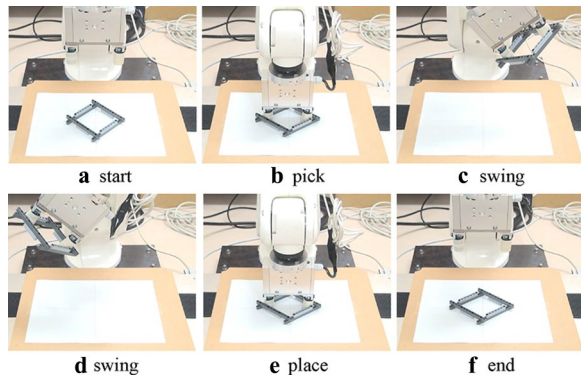 a start
b pick
c swing
d swing
e place
f end